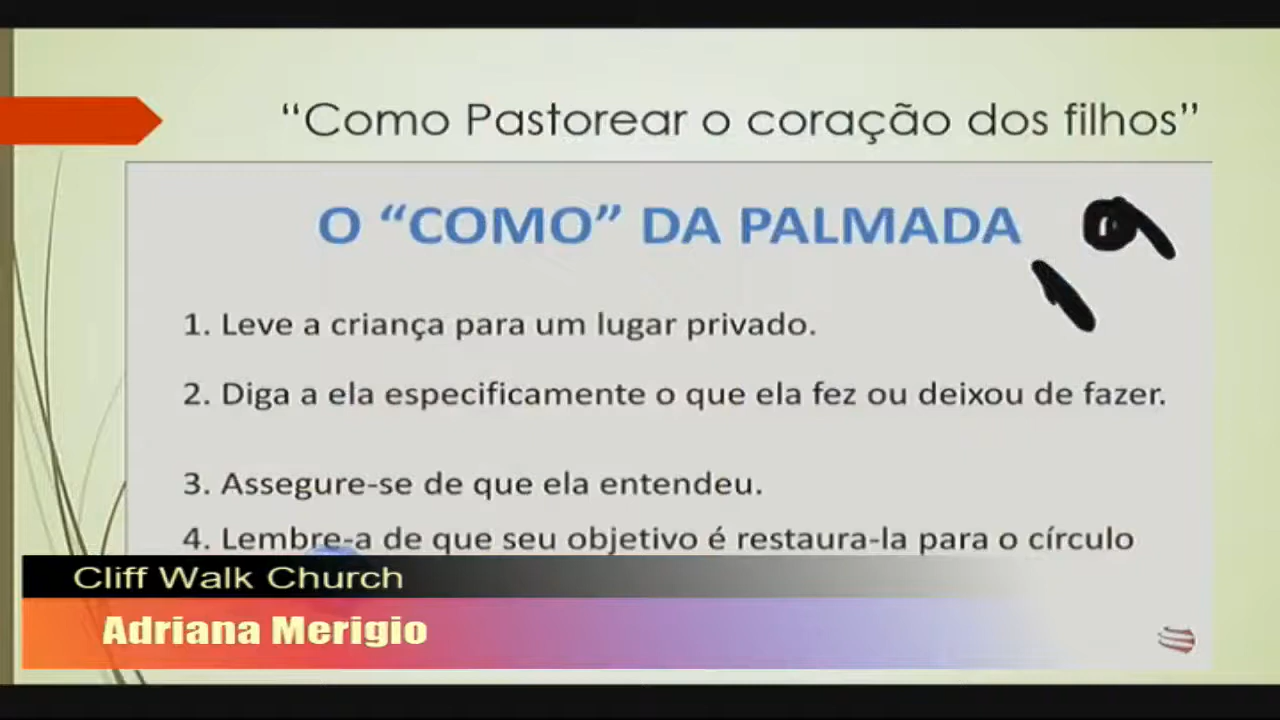 “Como Pastorear o coração dos filhos”
O “COMO” DA PALMADA
1. Leve a criança para um lugar privado.
2. Diga a ela especificamente o que ela fez ou deixou de fazer.
3. Assegure-se de que ela entendeu.
4. Lembre-a de que seu objetivo é restaura-la para o círculo
Cliff Walk Church
Adriana Merigio